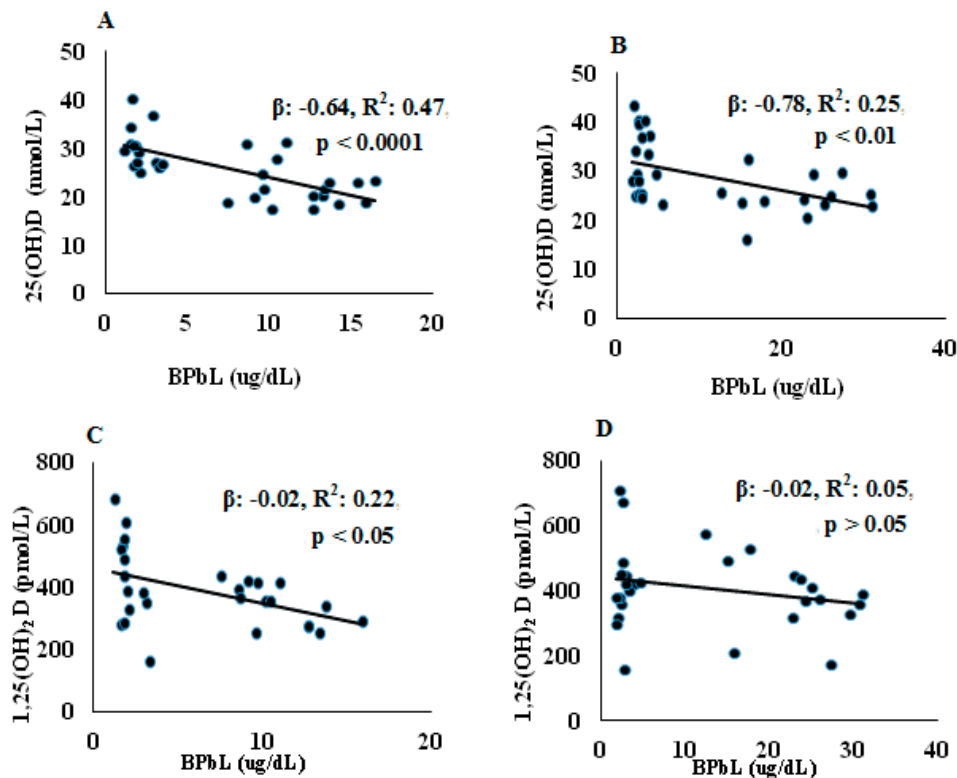 A
50
40
30
20
10
0
0 5 10 15 20
25(OH)D (nmol/L)
BPbL (ug/dL)
β: -0.64, R²: 0.47,
p < 0.0001
B
50
40
30
20
10
0
0 20 40
25(OH)D (nmol/L)
BPbL (ug/dL)
β: -0.78, R²: 0.25,
p < 0.01
C
800
600
400
200
0
0 10 20
1,25(OH)₂ D (pmol/L)
BPbL (ug/dL)
β: -0.02, R²: 0.22,
p < 0.05
D
800
600
400
200
0
0 10 20 30 40
1,25(OH)₂ D (pmol/L)
BPbL (ug/dL)
β: -0.02, R²: 0.05,
p > 0.05